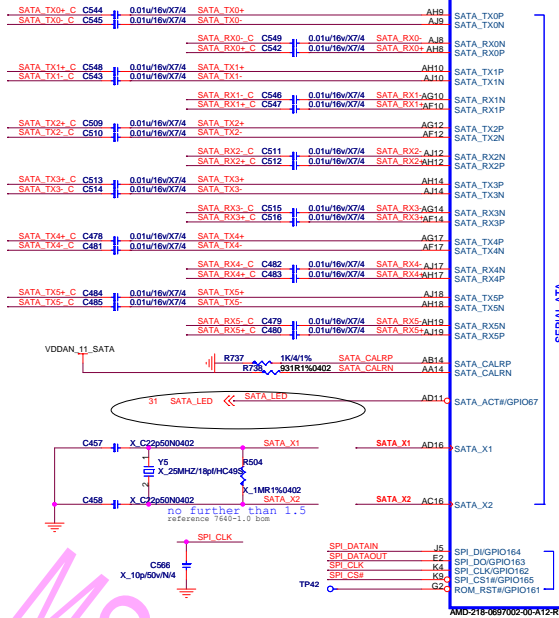 SATA_TX0+_C C544 0.01u/16v/X7/4 SATA_TX0+ AH9 SATA_TX0P
SATA_TX0-_C C545 0.01u/16v/X7/4 SATA_TX0- AJ9 SATA_TX0N
SATA_RX0-_C C549 0.01u/16v/X7/4 SATA_RX0- AJ8 SATA_RX0N
SATA_RX0+_C C542 0.01u/16v/X7/4 SATA_RX0+ AH8 SATA_RX0P
SATA_TX1+_C C548 0.01u/16v/X7/4 SATA_TX1+ AH10 SATA_TX1P
SATA_TX1-_C C543 0.01u/16v/X7/4 SATA_TX1- AJ10 SATA_TX1N
SATA_RX1-_C C546 0.01u/16v/X7/4 SATA_RX1- AG10 SATA_RX1N
SATA_RX1+_C C547 0.01u/16v/X7/4 SATA_RX1+ AF10 SATA_RX1P
SATA_TX2+_C C509 0.01u/16v/X7/4 SATA_TX2+ AG12 SATA_TX2P
SATA_TX2-_C C510 0.01u/16v/X7/4 SATA_TX2- AF12 SATA_TX2N
SATA_RX2-_C C511 0.01u/16v/X7/4 SATA_RX2- AJ12 SATA_RX2N
SATA_RX2+_C C512 0.01u/16v/X7/4 SATA_RX2+ AH12 SATA_RX2P
SATA_TX3+_C C513 0.01u/16v/X7/4 SATA_TX3+ AH14 SATA_TX3P
SATA_TX3-_C C514 0.01u/16v/X7/4 SATA_TX3- AJ14 SATA_TX3N
SATA_RX3-_C C515 0.01u/16v/X7/4 SATA_RX3- AG14 SATA_RX3N
SATA_RX3+_C C516 0.01u/16v/X7/4 SATA_RX3+ AF14 SATA_RX3P
SATA_TX4+_C C478 0.01u/16v/X7/4 SATA_TX4+ AG17 SATA_TX4P
SATA_TX4-_C C481 0.01u/16v/X7/4 SATA_TX4- AF17 SATA_TX4N
SATA_RX4-_C C482 0.01u/16v/X7/4 SATA_RX4- AJ17 SATA_RX4N
SATA_RX4+_C C483 0.01u/16v/X7/4 SATA_RX4+ AH17 SATA_RX4P
SATA_TX5+_C C484 0.01u/16v/X7/4 SATA_TX5+ AJ18 SATA_TX5P
SATA_TX5-_C C485 0.01u/16v/X7/4 SATA_TX5- AH18 SATA_TX5N
SATA_RX5-_C C479 0.01u/16v/X7/4 SATA_RX5- AH19 SATA_RX5N
SATA_RX5+_C C480 0.01u/16v/X7/4 SATA_RX5+ AJ19 SATA_RX5P
SERIAL ATA
VDDAN_11_SATA
R737 1K/4/1% SATA_CALRP AB14 SATA_CALRP
R738 931R1%0402 SATA_CALRN AA14 SATA_CALRN
31 SATA_LED SATA_LED AD11 SATA_ACT#/GPIO67
C457 X_C22p50N0402 SATA_X1 SATA_X1 AD16 SATA_X1
1 Y5 R504
X_25MHZ/18pf/HC49S
2 X_1MR1%0402
C458 X_C22p50N0402 SATA_X2 SATA_X2 AC16 SATA_X2
no further than 1.5
reference 7640-1.0 bom
SPI_CLK
C566
X_10p/50v/N/4
SPI_DATAIN J5 SPI_DI/GPIO164
SPI_DATAOUT E2 SPI_DO/GPIO163
SPI_CLK K4 SPI_CLK/GPIO162
SPI_CS# K9 SPI_CS1#/GPIO165
TP42 G2 ROM_RST#/GPIO161
AMD-218-0697002-00-A12-R